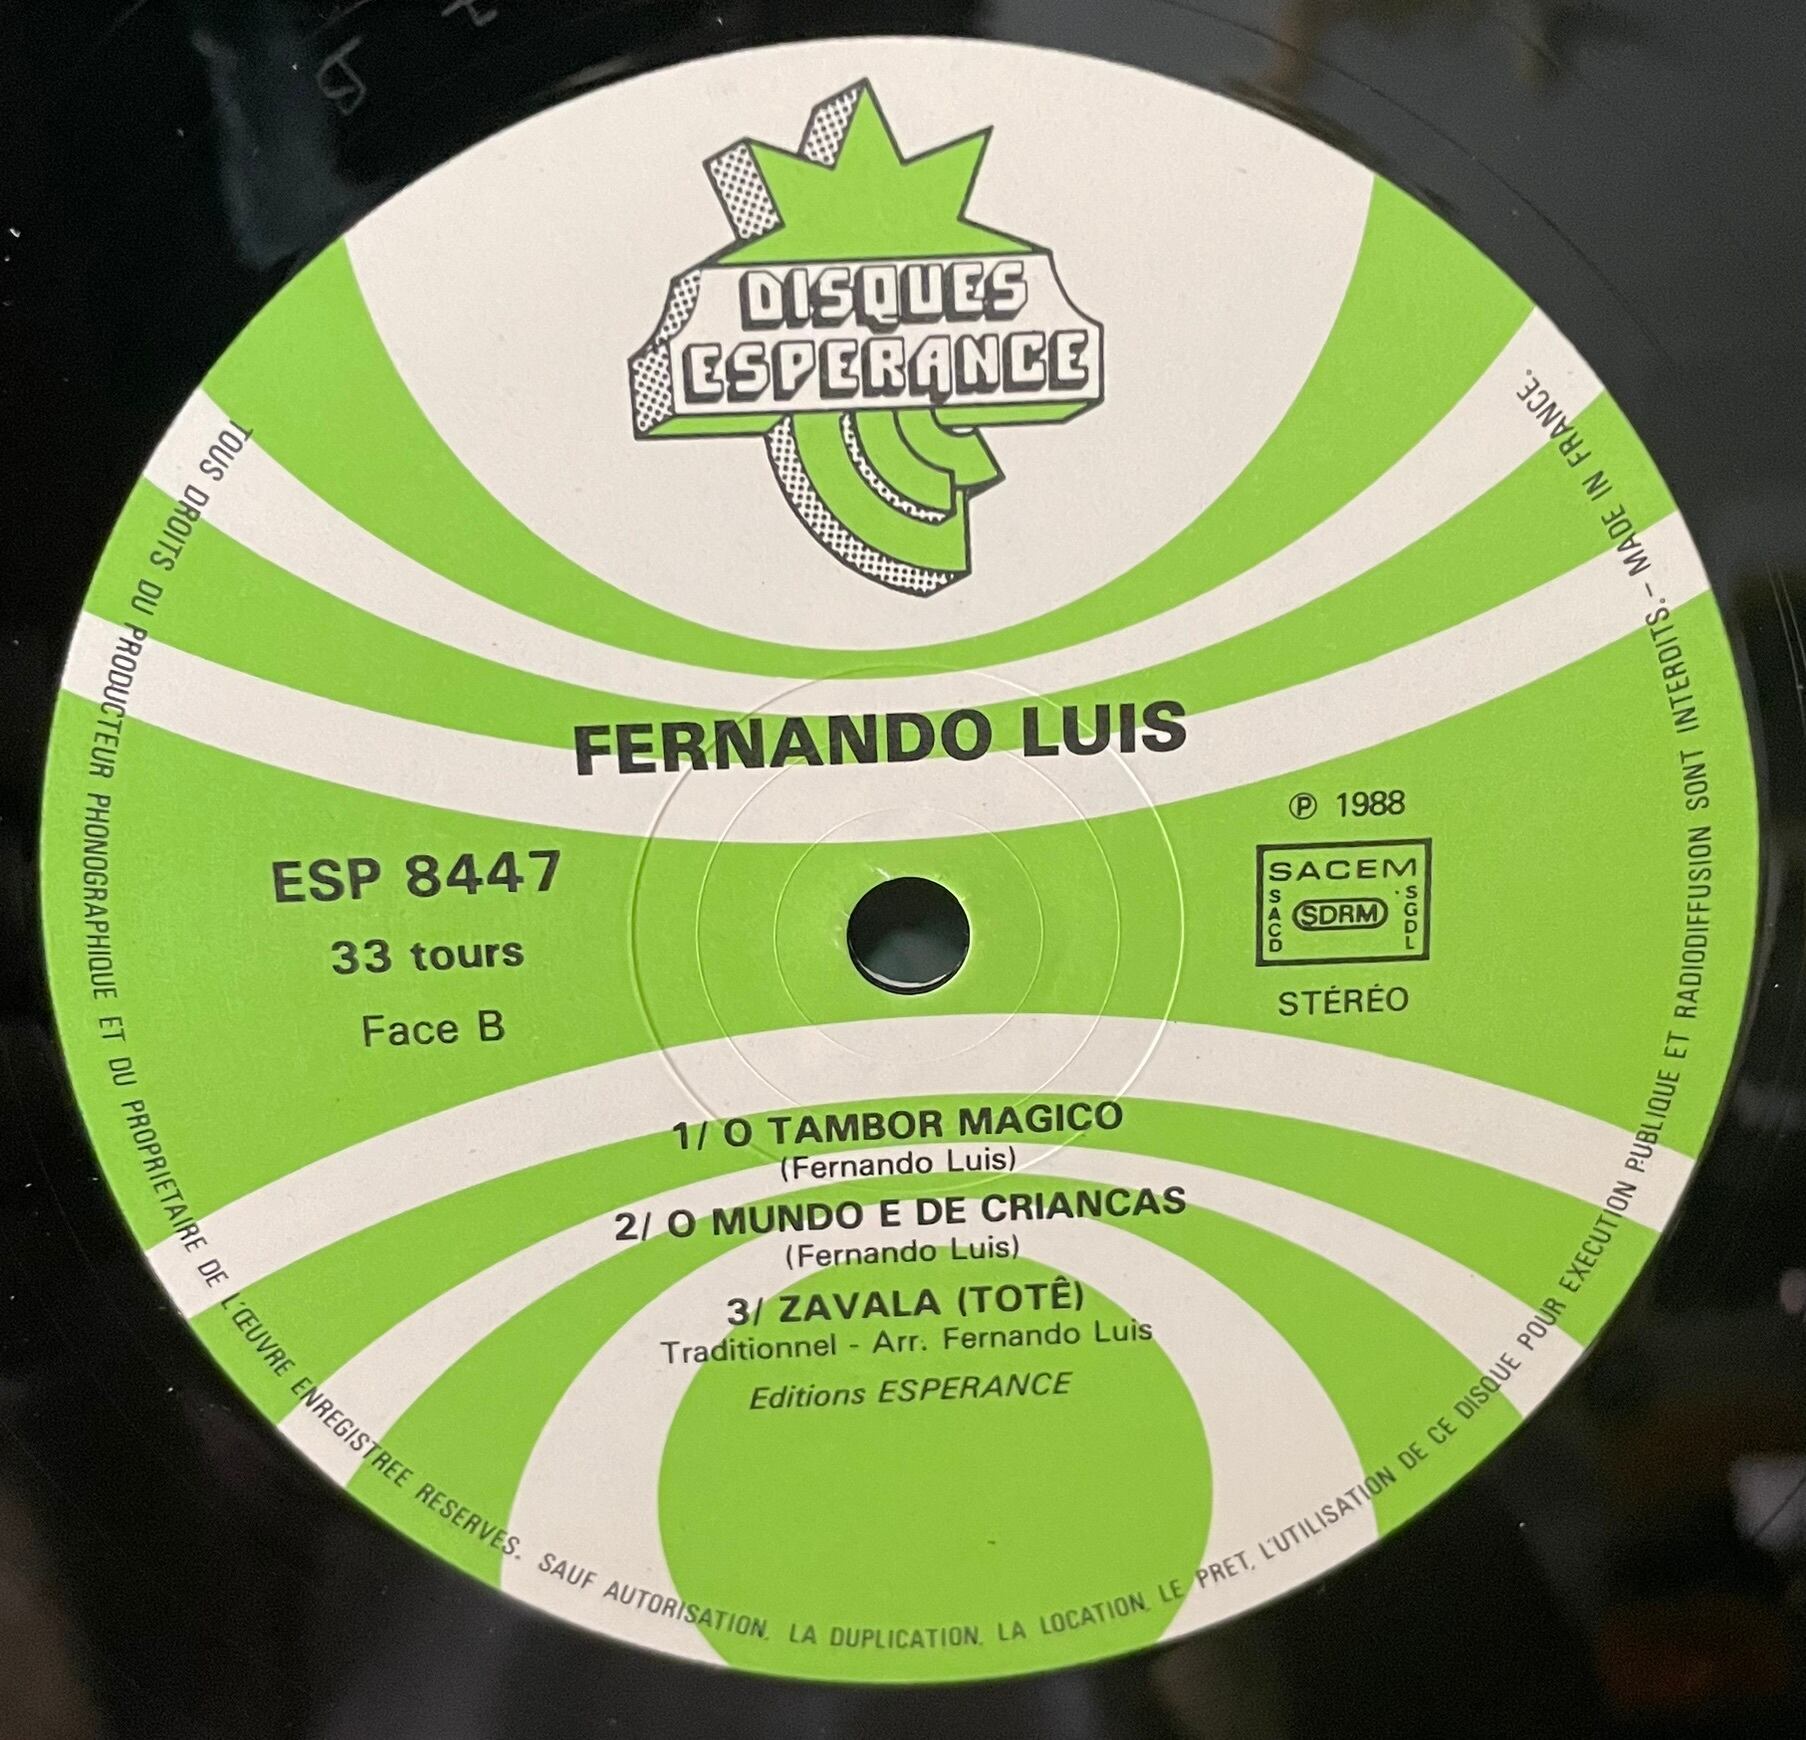 DISQUES
ESPERANCE
FERNANDO LUIS
ESP 8447
33 tours
Face B
℗ 1988
SACEM
SACD
SDRM
SGDL
STÉRÉO
1/ O TAMBOR MAGICO
(Fernando Luis)
2/ O MUNDO E DE CRIANCAS
(Fernando Luis)
3/ ZAVALA (TOTÊ)
Traditionnel - Arr. Fernando Luis
Editions ESPERANCE
TOUS DROITS DU PRODUCTEUR PHONOGRAPHIQUE ET DU PROPRIETAIRE DE L'ŒUVRE ENREGISTREE RESERVES. SAUF AUTORISATION, LA DUPLICATION, LA LOCATION, LE PRET, L'UTILISATION DE CE DISQUE POUR EXECUTION PUBLIQUE ET RADIODIFFUSION SONT INTERDITS. – MADE IN FRANCE.